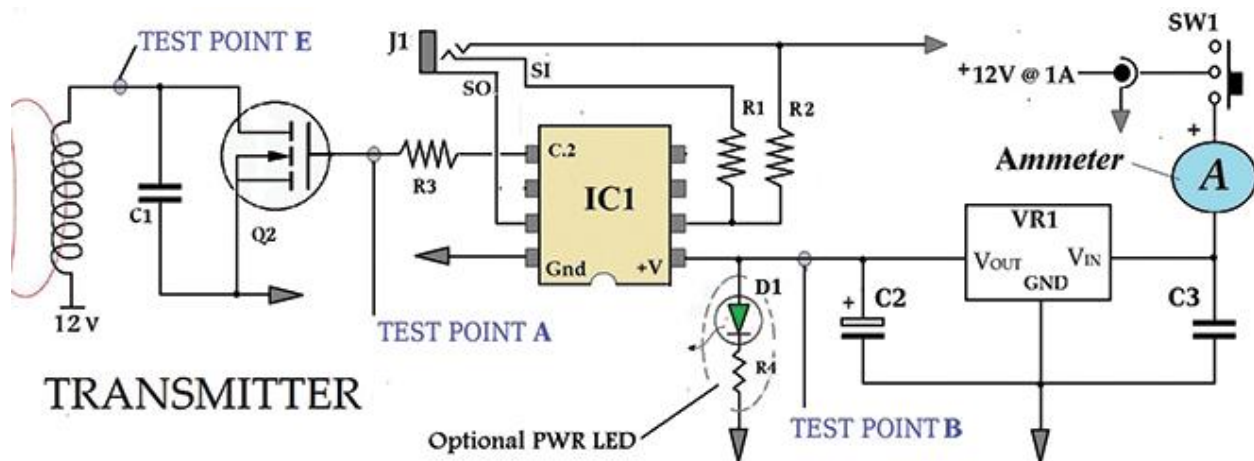 TEST POINT E
J1
SW1
SI
+12V @ 1A
SO
R1
R2
+
C.2
Ammeter
A
R3
IC1
C1
Q2
VR1
VOUT
VIN
GND
Gnd
+V
D1
+
C2
C3
12 V
TEST POINT A
R4
TRANSMITTER
Optional PWR LED
TEST POINT B